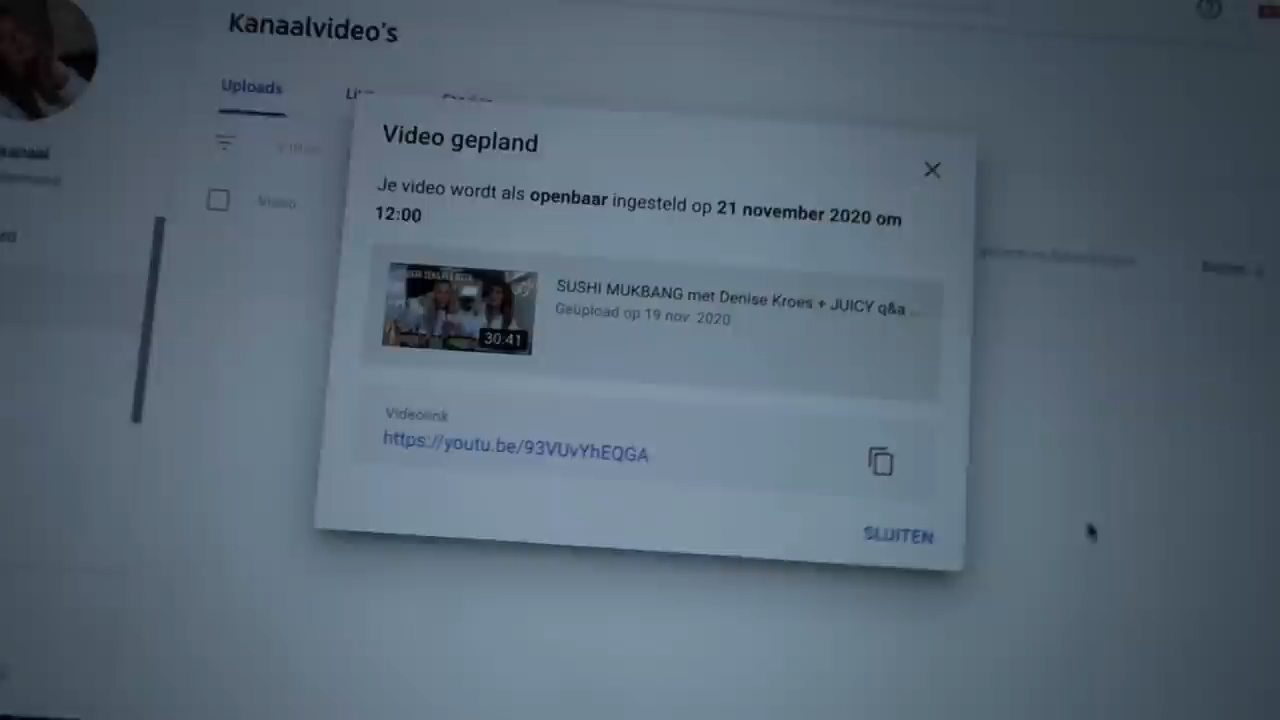 Kanaalvideo's
Uploads
Video gepland
Je video wordt als openbaar ingesteld op 21 november 2020 om
12:00
Video
SUSHI MUKBANG met Denise Kroes + JUICY q&a ...
Geüpload op 19 nov. 2020
30:41
Videolink
https://youtu.be/93VUvYhEQGA
SLUITEN